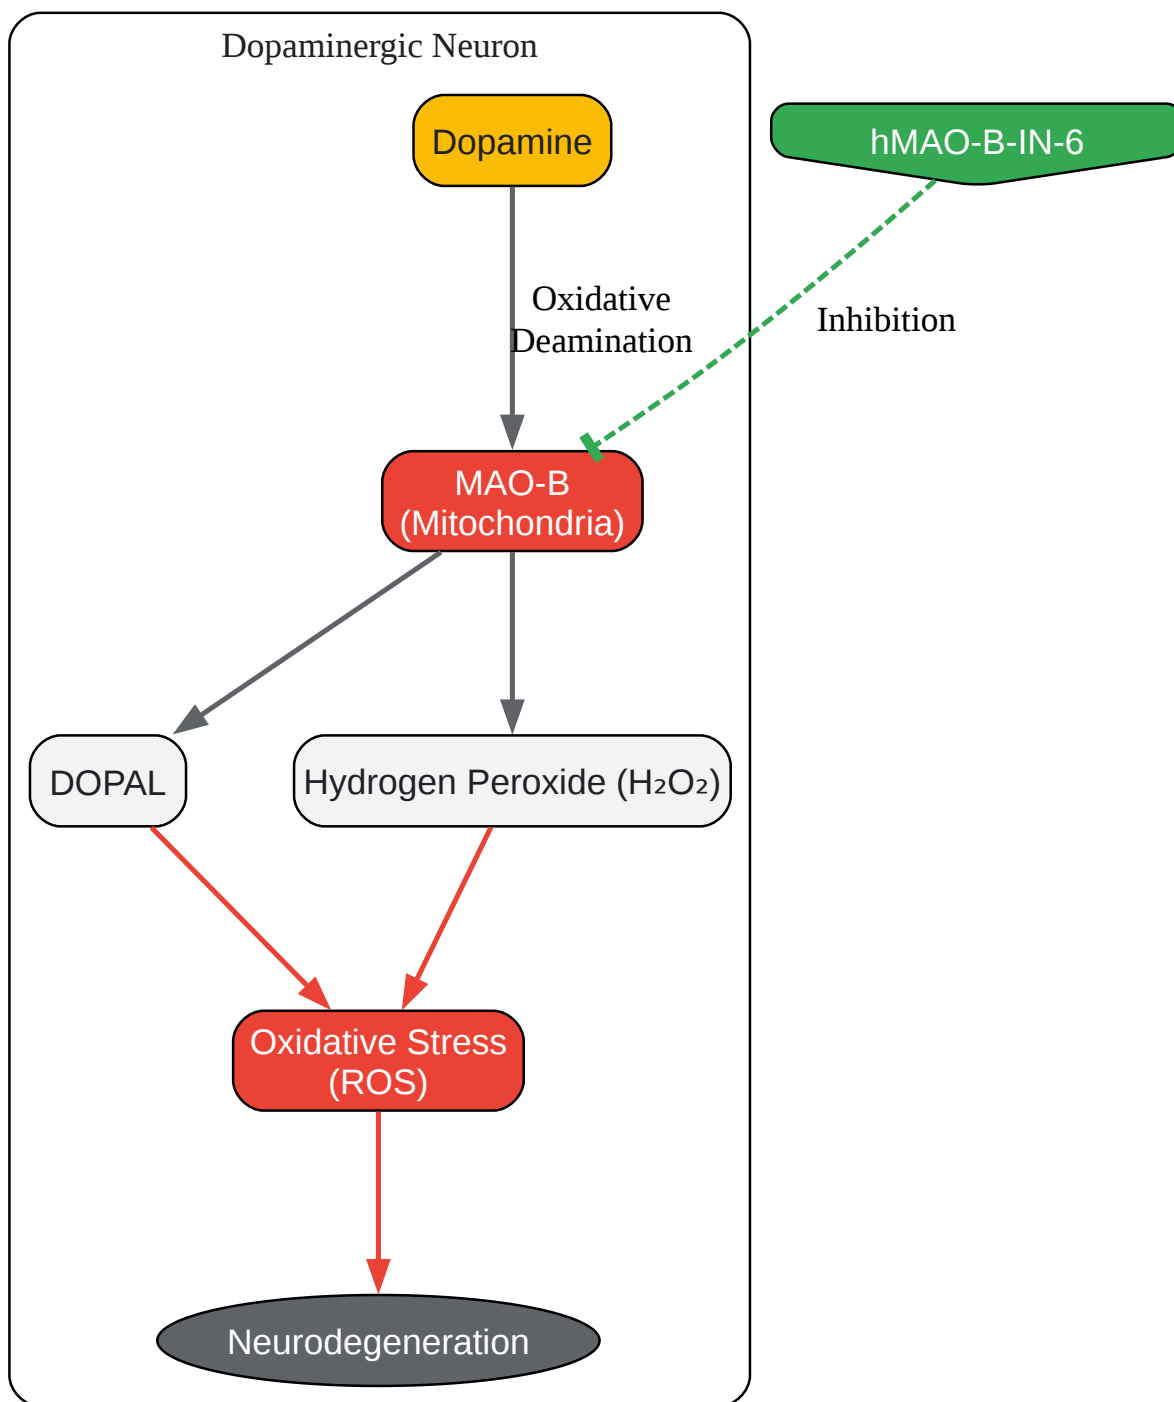 Dopaminergic Neuron
Dopamine
hMAO-B-IN-6
Oxidative
Deamination
Inhibition
MAO-B
(Mitochondria)
DOPAL
Hydrogen Peroxide (H₂O₂)
Oxidative Stress
(ROS)
Neurodegeneration